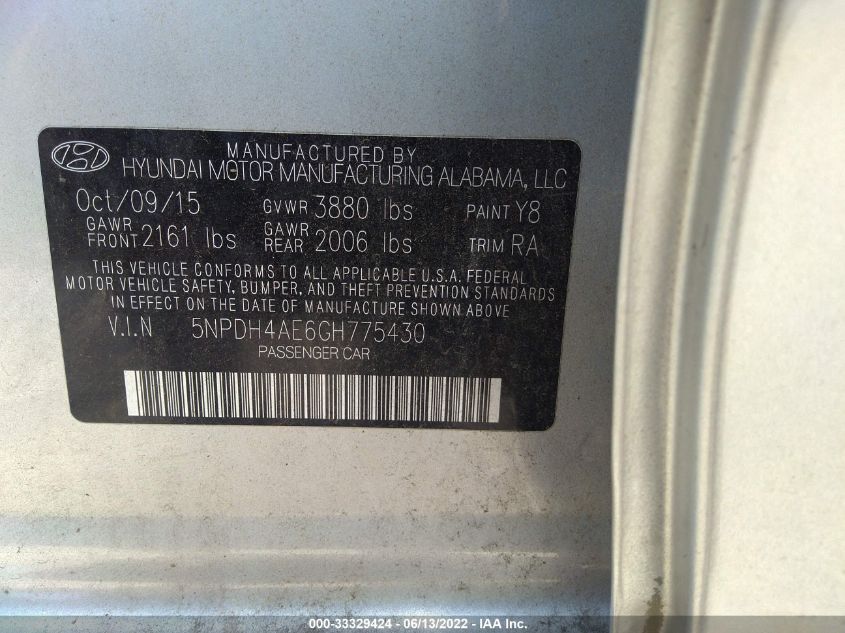 MANUFACTURED BY
HYUNDAI MOTOR MANUFACTURING ALABAMA, LLC
Oct/09/15 GVWR 3880 lbs PAINT Y8
GAWR FRONT 2161 lbs GAWR REAR 2006 lbs TRIM RA
THIS VEHICLE CONFORMS TO ALL APPLICABLE U.S.A. FEDERAL
MOTOR VEHICLE SAFETY, BUMPER, AND THEFT PREVENTION STANDARDS
IN EFFECT ON THE DATE OF MANUFACTURE SHOWN ABOVE.
V.I.N 5NPDH4AE6GH775430
PASSENGER CAR
000-33329424 - 06/13/2022 - IAA Inc.